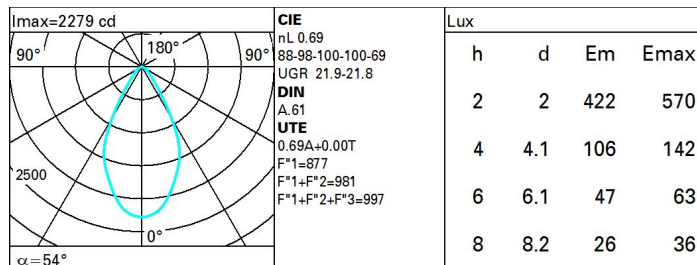 Imax=2279 cd
90° 180° 90°
2500
0°
α=54°
CIE
nL 0.69
88-98-100-100-69
UGR 21.9-21.8
DIN
A.61
UTE
0.69A+0.00T
F"1=877
F"1+F"2=981
F"1+F"2+F"3=997
Lux
h d Em Emax
2 2 422 570
4 4.1 106 142
6 6.1 47 63
8 8.2 26 36